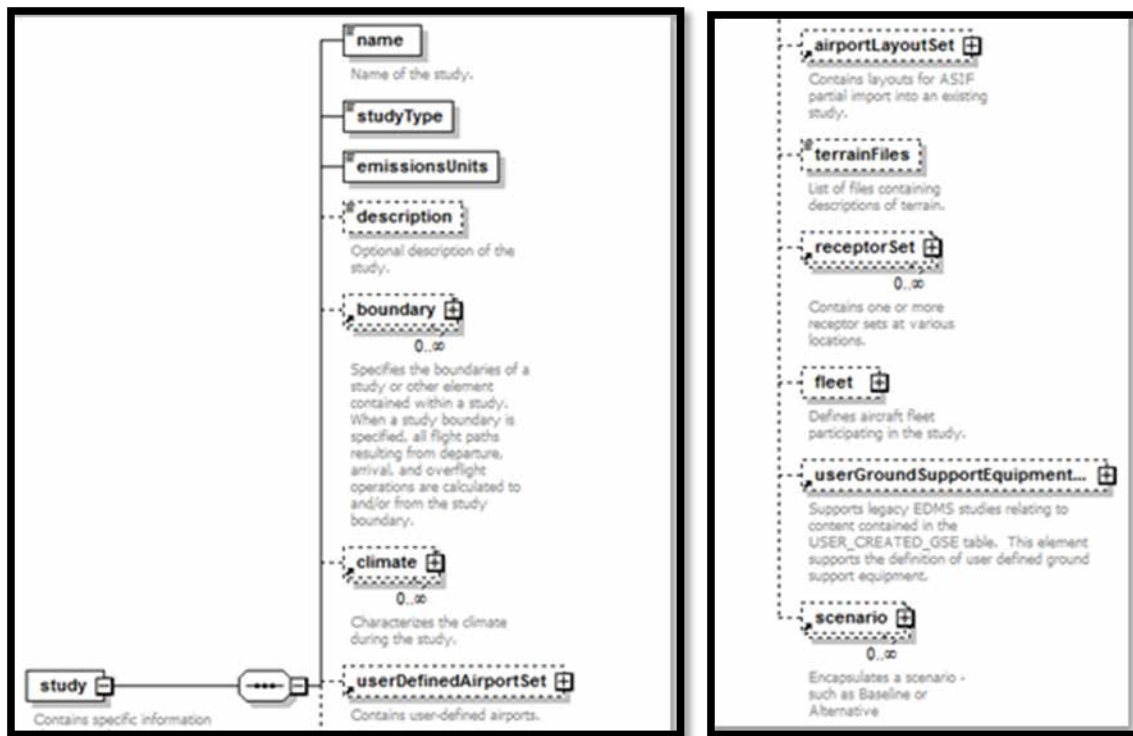 name
Name of the study.
studyType
emissionsUnits
description
Optional description of the
study.
boundary
0..∞
Specifies the boundaries of a
study or other element
contained within a study.
When a study boundary is
specified, all flight paths
resulting from departure,
arrival, and overflight
operations are calculated to
and/or from the study
boundary.
climate
0..∞
Characterizes the climate
during the study.
study
Contains specific information
userDefinedAirportSet
Contains user-defined airports.
airportLayoutSet
Contains layouts for ASIF
partial import into an existing
study.
terrainFiles
List of files containing
descriptions of terrain.
receptorSet
0..∞
Contains one or more
receptor sets at various
locations.
fleet
Defines aircraft fleet
participating in the study.
userGroundSupportEquipment...
Supports legacy EDMS studies relating to
content contained in the
USER_CREATED_GSE table. This element
supports the definition of user defined ground
support equipment.
scenario
0..∞
Encapsulates a scenario -
such as Baseline or
Alternative